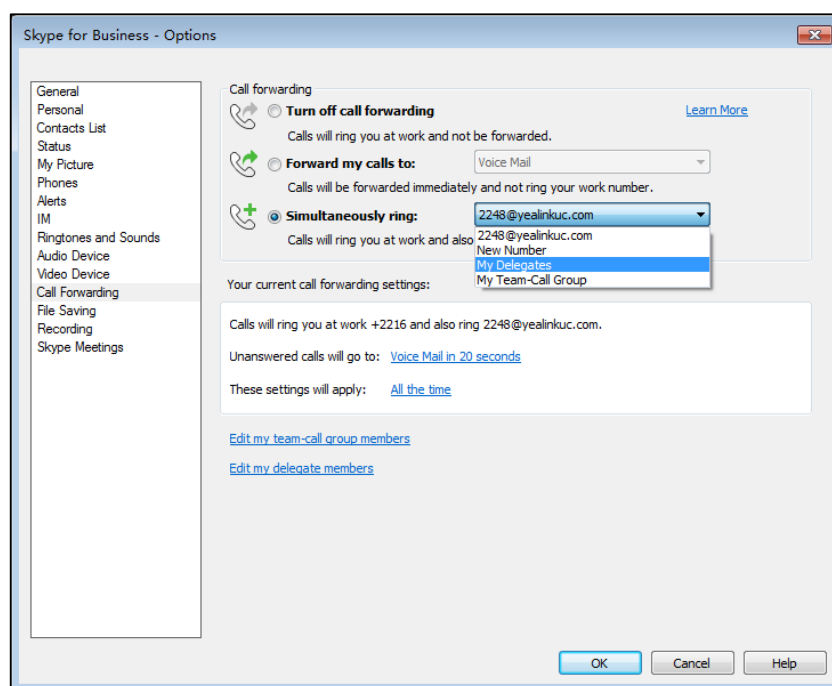 Skype for Business - Options
General
Personal
Contacts List
Status
My Picture
Phones
Alerts
IM
Ringtones and Sounds
Audio Device
Video Device
Call Forwarding
File Saving
Recording
Skype Meetings
Call forwarding
Turn off call forwarding
Learn More
Calls will ring you at work and not be forwarded.
Forward my calls to:
Voice Mail
Calls will be forwarded immediately and not ring your work number.
Simultaneously ring:
2248@yealinkuc.com
Calls will ring you at work and also
2248@yealinkuc.com
New Number
My Delegates
My Team-Call Group
Your current call forwarding settings:
Calls will ring you at work +2216 and also ring 2248@yealinkuc.com.
Unanswered calls will go to: Voice Mail in 20 seconds
These settings will apply: All the time
Edit my team-call group members
Edit my delegate members
OK
Cancel
Help